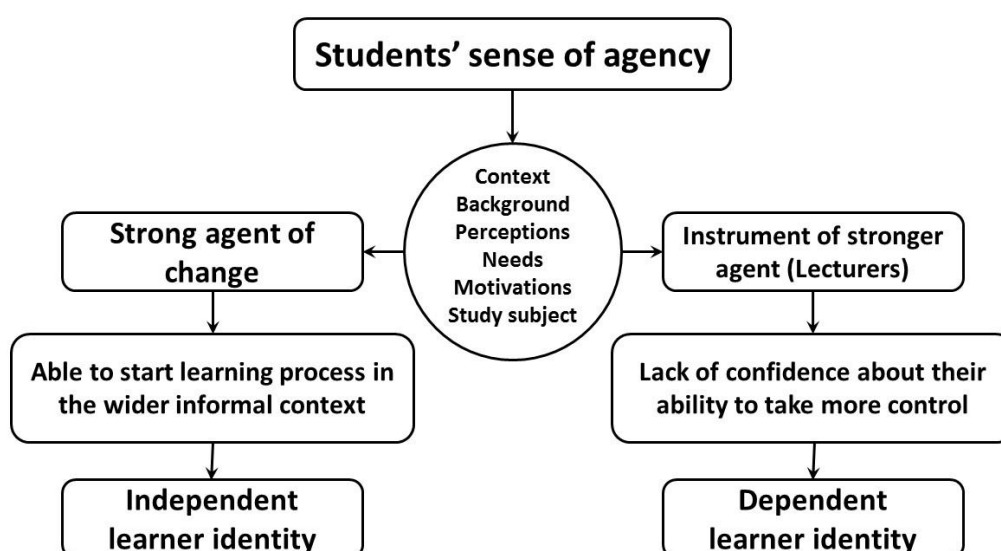 Students’ sense of agency
Context
Background
Perceptions
Needs
Motivations
Study subject
Strong agent of
change
Instrument of stronger
agent (Lecturers)
Able to start learning process in
the wider informal context
Lack of confidence about their
ability to take more control
Independent
learner identity
Dependent
learner identity